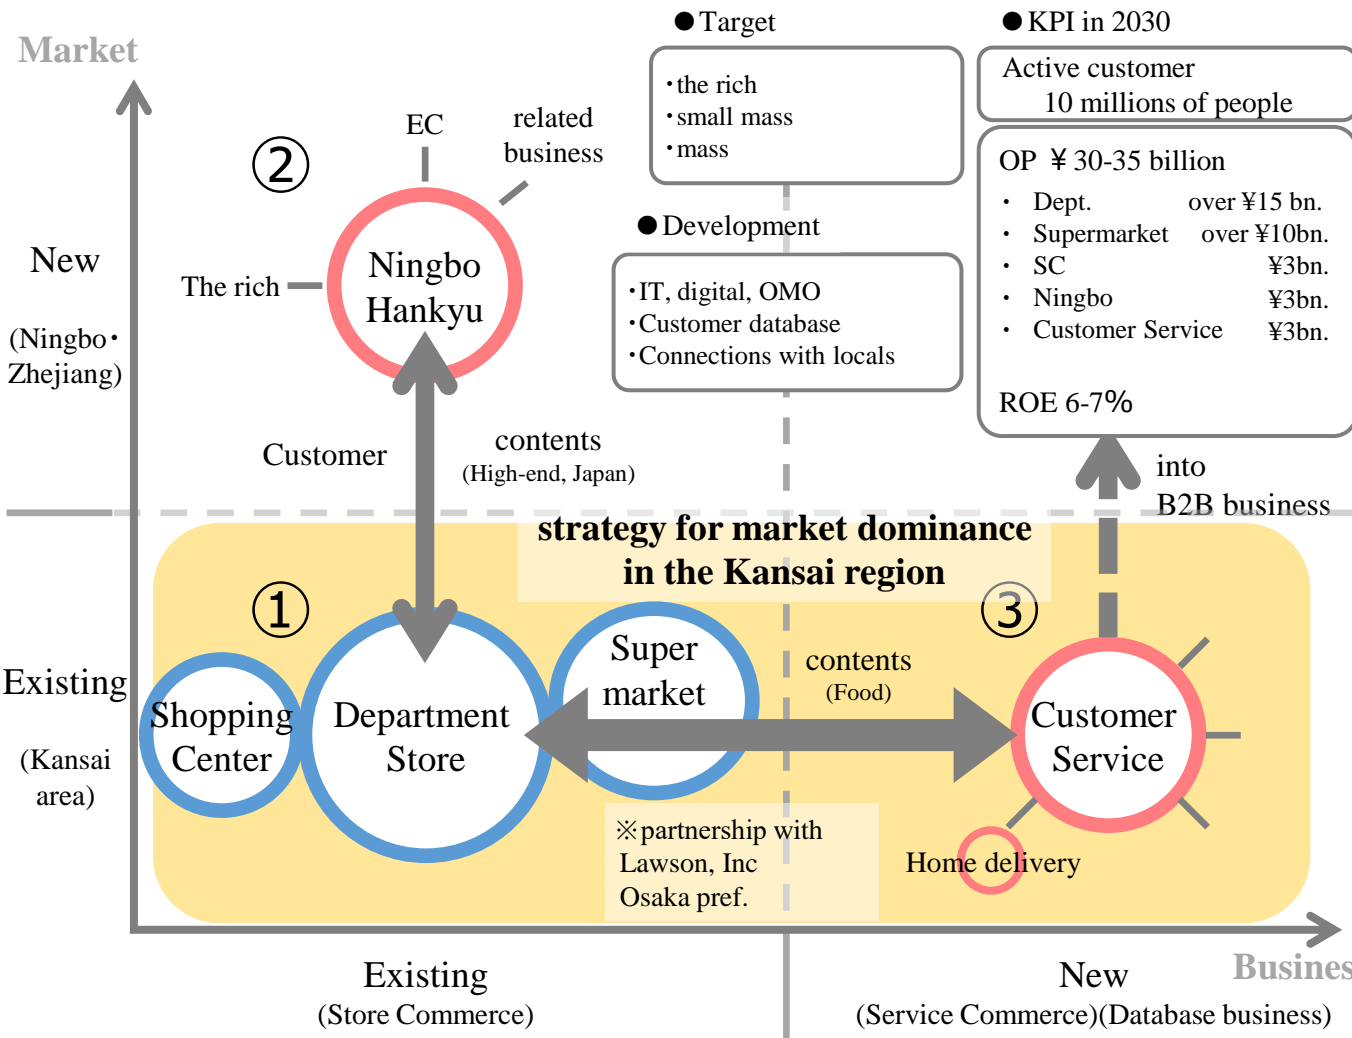 Market
● Target
・the rich
・small mass
・mass
● KPI in 2030
Active customer
10 millions of people
OP ￥30-35 billion
・ Dept. over ¥15 bn.
・ Supermarket over ¥10bn.
・ SC ¥3bn.
・ Ningbo ¥3bn.
・ Customer Service ¥3bn.
ROE 6-7%
● Development
・IT, digital, OMO
・Customer database
・Connections with locals
②
EC
related
business
The rich
Ningbo
Hankyu
New
(Ningbo・
Zhejiang)
Customer
contents
(High-end, Japan)
into
B2B business
strategy for market dominance
in the Kansai region
①
③
Existing
(Kansai
area)
Shopping
Center
Department
Store
Super
market
contents
(Food)
Customer
Service
※partnership with
Lawson, Inc
Osaka pref.
Home delivery
Existing
(Store Commerce)
New
(Service Commerce)(Database business)
Busines